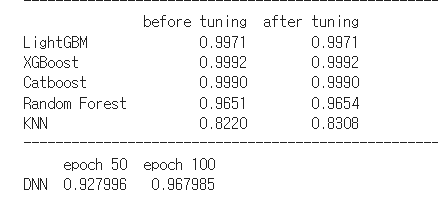 before tuning after tuning
LightGBM 0.9971 0.9971
XGBoost 0.9992 0.9992
Catboost 0.9990 0.9990
Random Forest 0.9651 0.9654
KNN 0.8220 0.8308
epoch 50 epoch 100
DNN 0.927996 0.967985